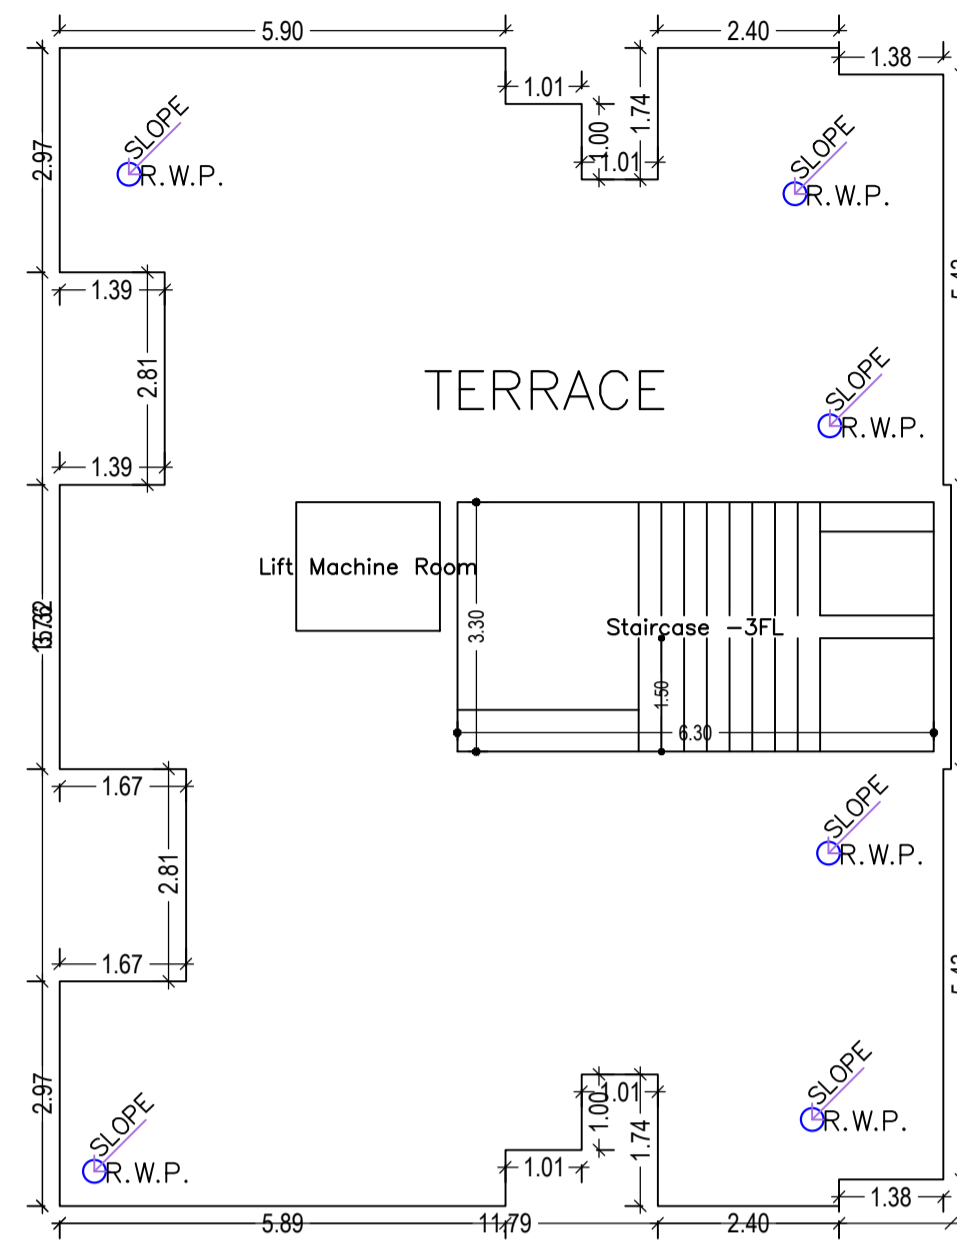 5.90
2.40
1.38
1.01
1.00
1.74
1.01
2.97
SLOPE
R.W.P.
SLOPE
R.W.P.
1.39
2.81
1.39
TERRACE
SLOPE
R.W.P.
Lift Machine Room
3.30
Staircase -3FL
1.50
6.30
1.67
2.81
1.67
SLOPE
R.W.P.
2.97
1.01
1.00
1.74
1.01
SLOPE
R.W.P.
SLOPE
R.W.P.
1.38
5.89
11.79
2.40